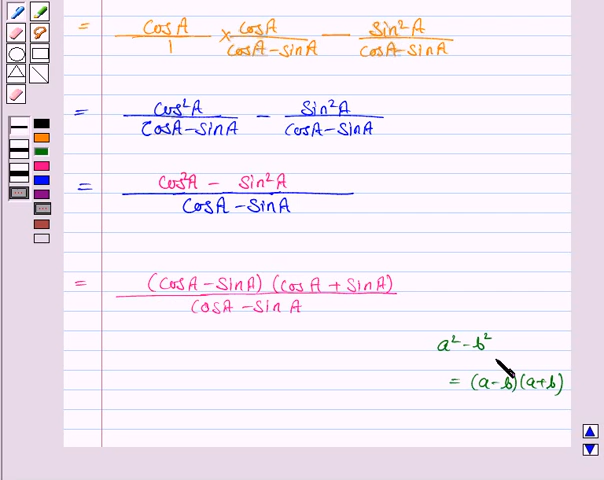 = CosA / 1 × CosA / CosA – SinA – Sin²A / CosA – SinA
= Cos²A / CosA – SinA – Sin²A / CosA – SinA
= Cos²A – Sin²A / CosA – SinA
= (CosA – SinA) (CosA + SinA) / CosA – SinA
a² – b²
= (a – b) (a + b)